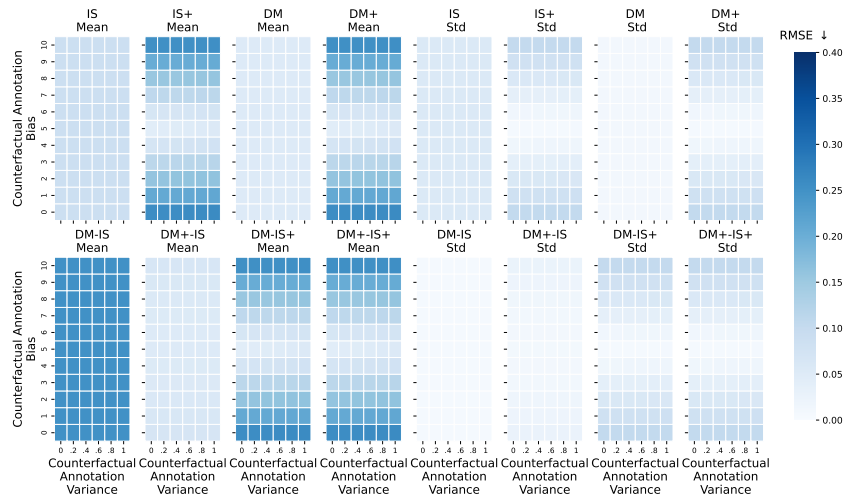 IS
Mean
IS+
Mean
DM
Mean
DM+
Mean
IS
Std
IS+
Std
DM
Std
DM+
Std
RMSE ↓
Counterfactual Annotation
Bias
10
9
8
7
6
5
4
3
2
1
0
0.40
0.35
0.30
0.25
0.20
0.15
0.10
0.05
0.00
DM-IS
Mean
DM+-IS
Mean
DM-IS+
Mean
DM+-IS+
Mean
DM-IS
Std
DM+-IS
Std
DM-IS+
Std
DM+-IS+
Std
Counterfactual Annotation
Bias
10
9
8
7
6
5
4
3
2
1
0
0. .2 .4 .6 .8 1
0. .2 .4 .6 .8 1
0. .2 .4 .6 .8 1
0. .2 .4 .6 .8 1
0. .2 .4 .6 .8 1
0. .2 .4 .6 .8 1
0. .2 .4 .6 .8 1
0. .2 .4 .6 .8 1
Counterfactual
Annotation
Variance
Counterfactual
Annotation
Variance
Counterfactual
Annotation
Variance
Counterfactual
Annotation
Variance
Counterfactual
Annotation
Variance
Counterfactual
Annotation
Variance
Counterfactual
Annotation
Variance
Counterfactual
Annotation
Variance